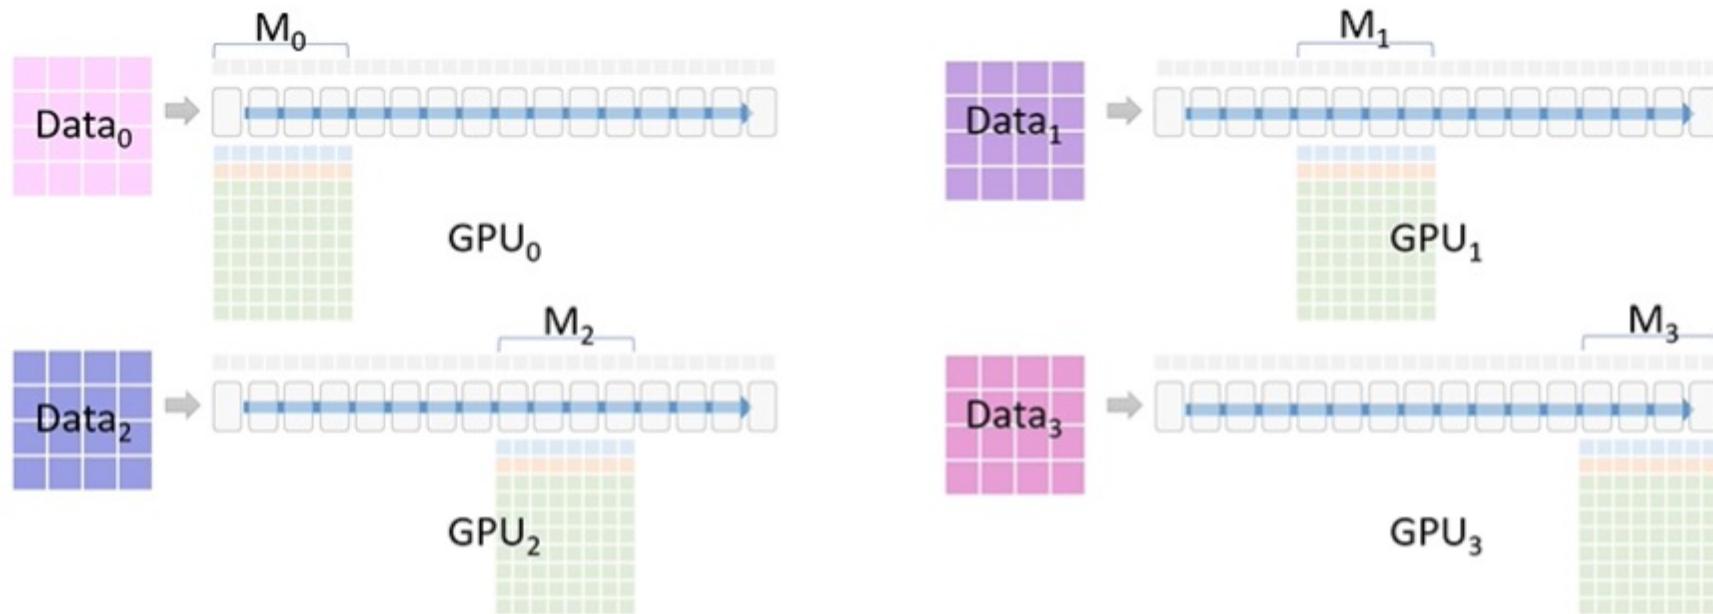 M₀
M₁
Data₀
Data₁
GPU₀
GPU₁
M₂
M₃
Data₂
Data₃
GPU₂
GPU₃